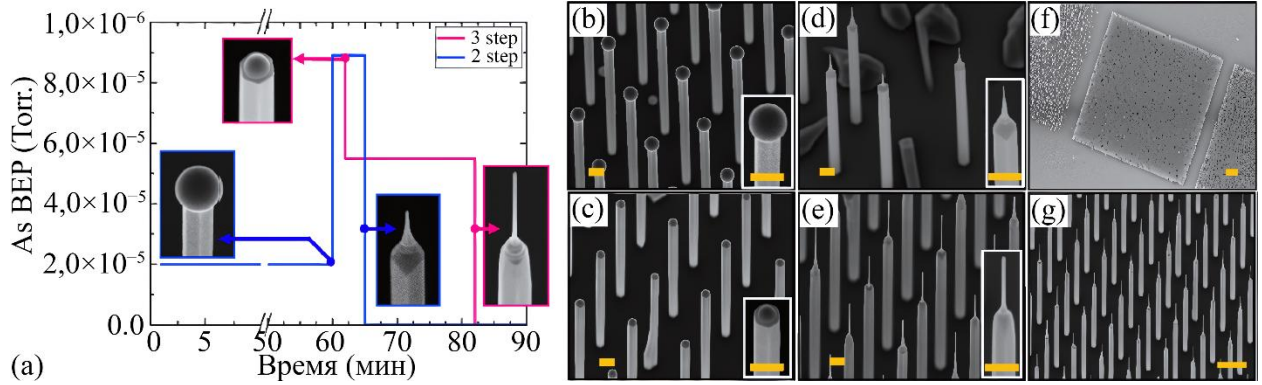 1,0×10⁻⁶
8,0×10⁻⁵
6,0×10⁻⁵
4,0×10⁻⁵
2,0×10⁻⁵
0.0
As BEP (Torr.)
0 5 50 60 70 80 90
Время (мин)
3 step
2 step
(a)
(b)
(c)
(d)
(e)
(f)
(g)